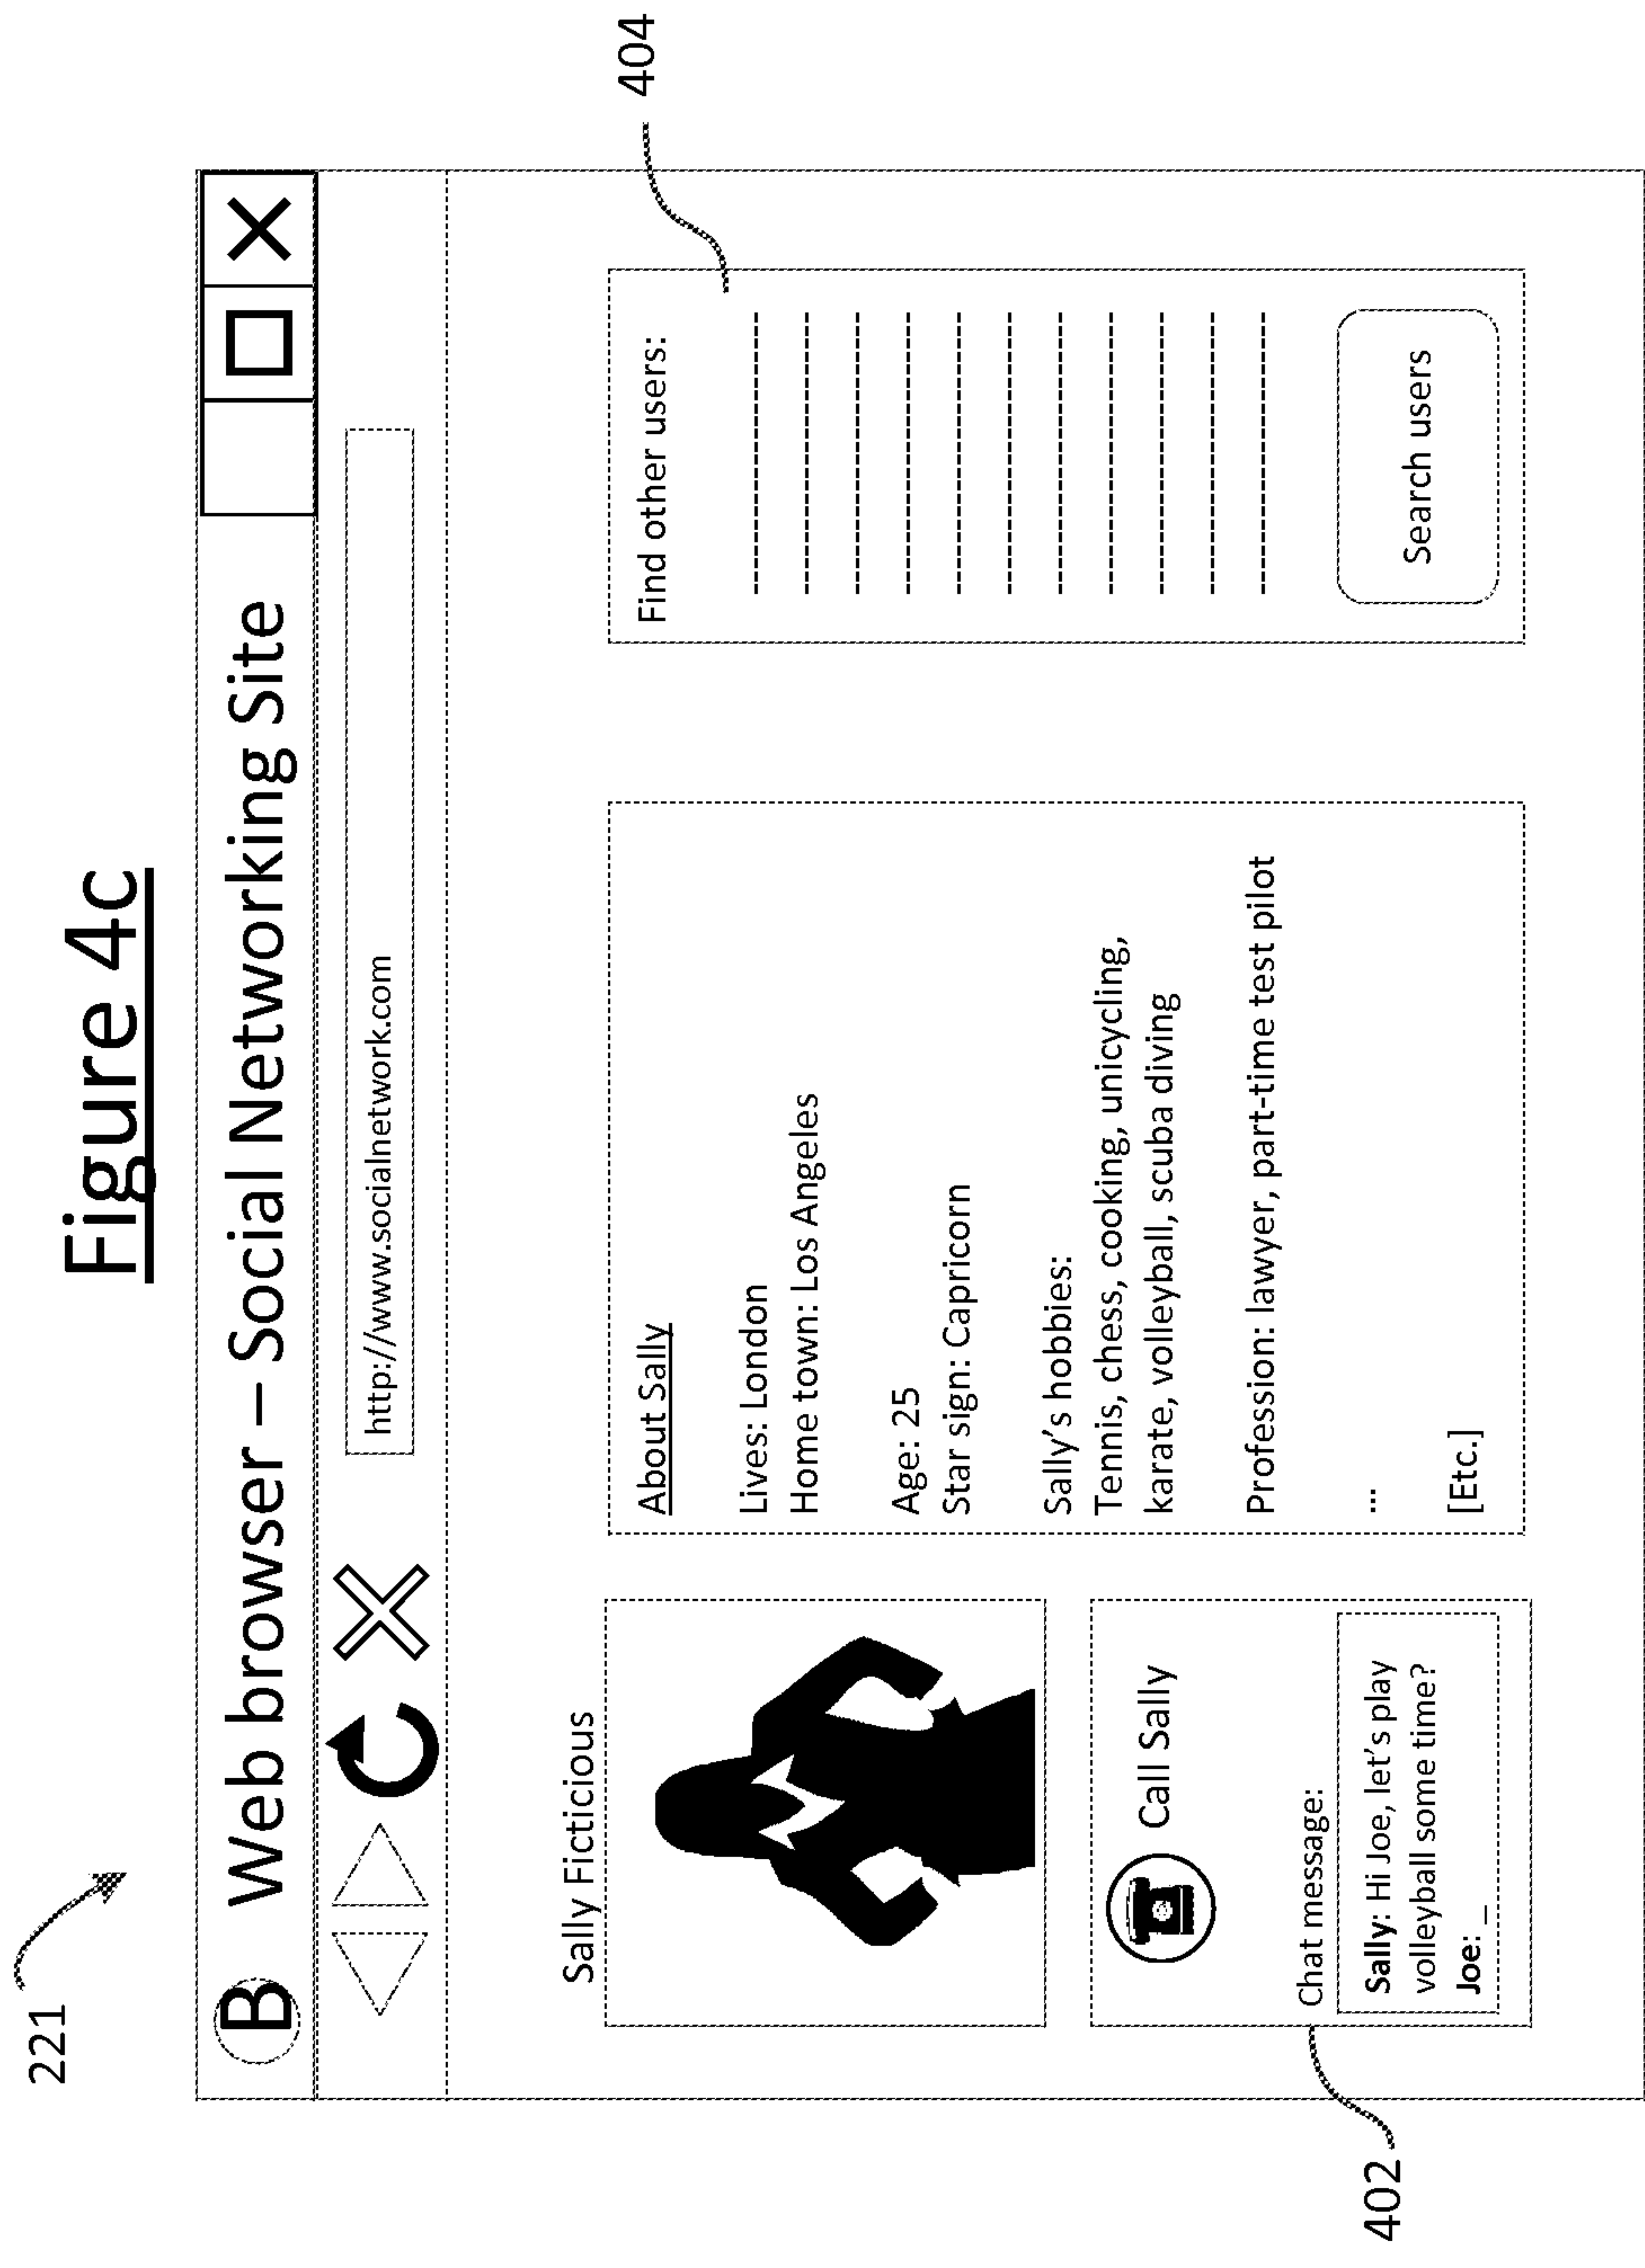 Figure 4c
221
B Web browser – Social Networking Site
http://www.socialnetwork.com
Sally Ficticious
Call Sally
Chat message:
Sally: Hi Joe, let's play
volleyball some time?
Joe: _
402
About Sally
Lives: London
Home town: Los Angeles
Age: 25
Star sign: Capricorn
Sally's hobbies:
Tennis, chess, cooking, unicycling,
karate, volleyball, scuba diving
Profession: lawyer, part-time test pilot
...
[Etc.]
Find other users:
Search users
404